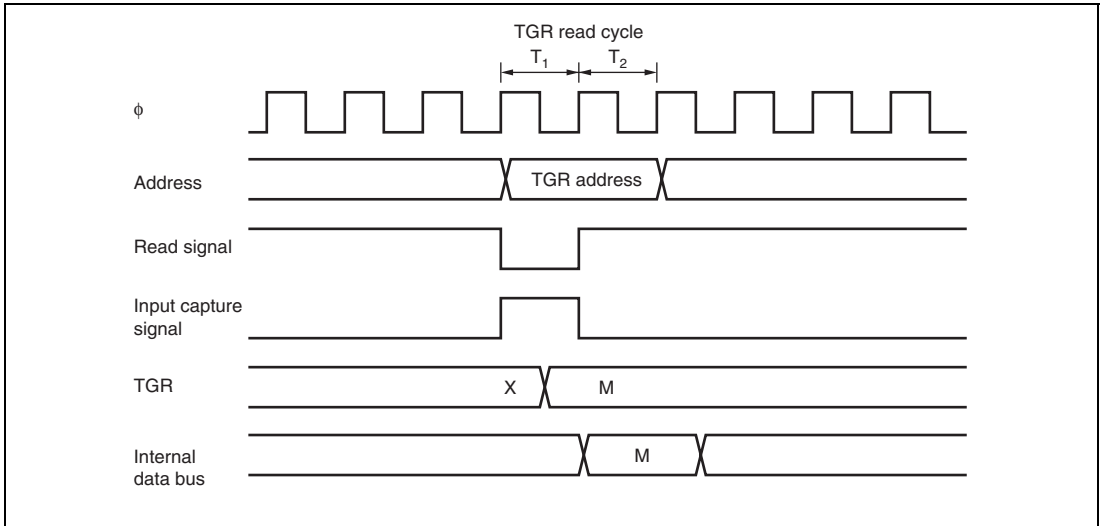 TGR read cycle
T₁ T₂
ϕ
Address
TGR address
Read signal
Input capture
signal
TGR
X M
Internal
data bus
M